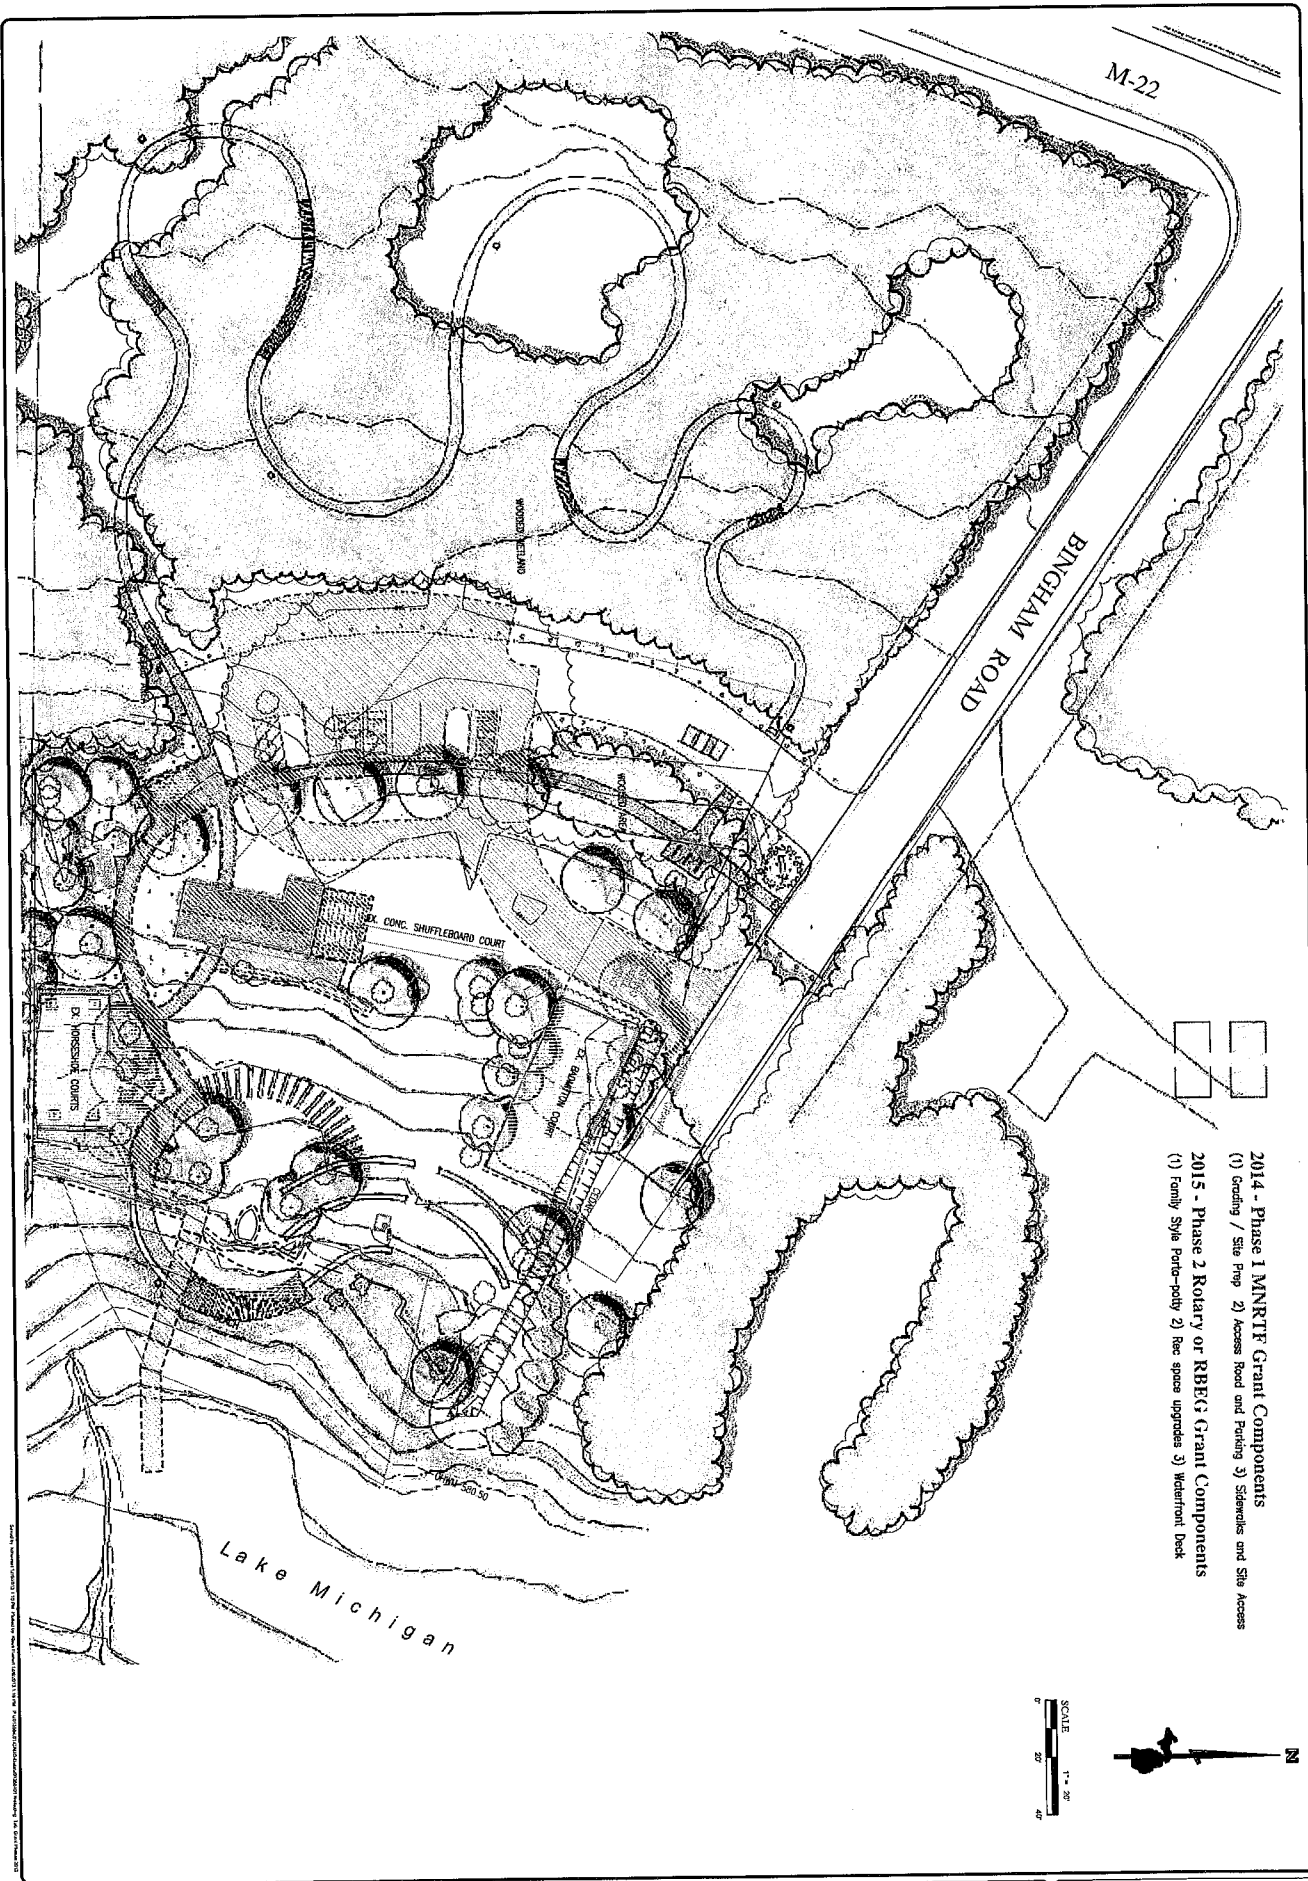 M-22
BINGHAM ROAD
WOODED WETLAND
EX. CONC. SHUFFLEBOARD COURT
EX. HORSESHOE COURTS
580.50
Lake Michigan
2014 - Phase 1 MNRTF Grant Components
(1) Grading / Site Prep 2) Access Road and Parking 3) Sidewalks and Site Access
2015 - Phase 2 Rotary or RBEG Grant Components
(1) Family Style Porta-potty 2) Rec space upgrades 3) Waterfront Deck
N
SCALE 1" = 20'
0' 20' 40'